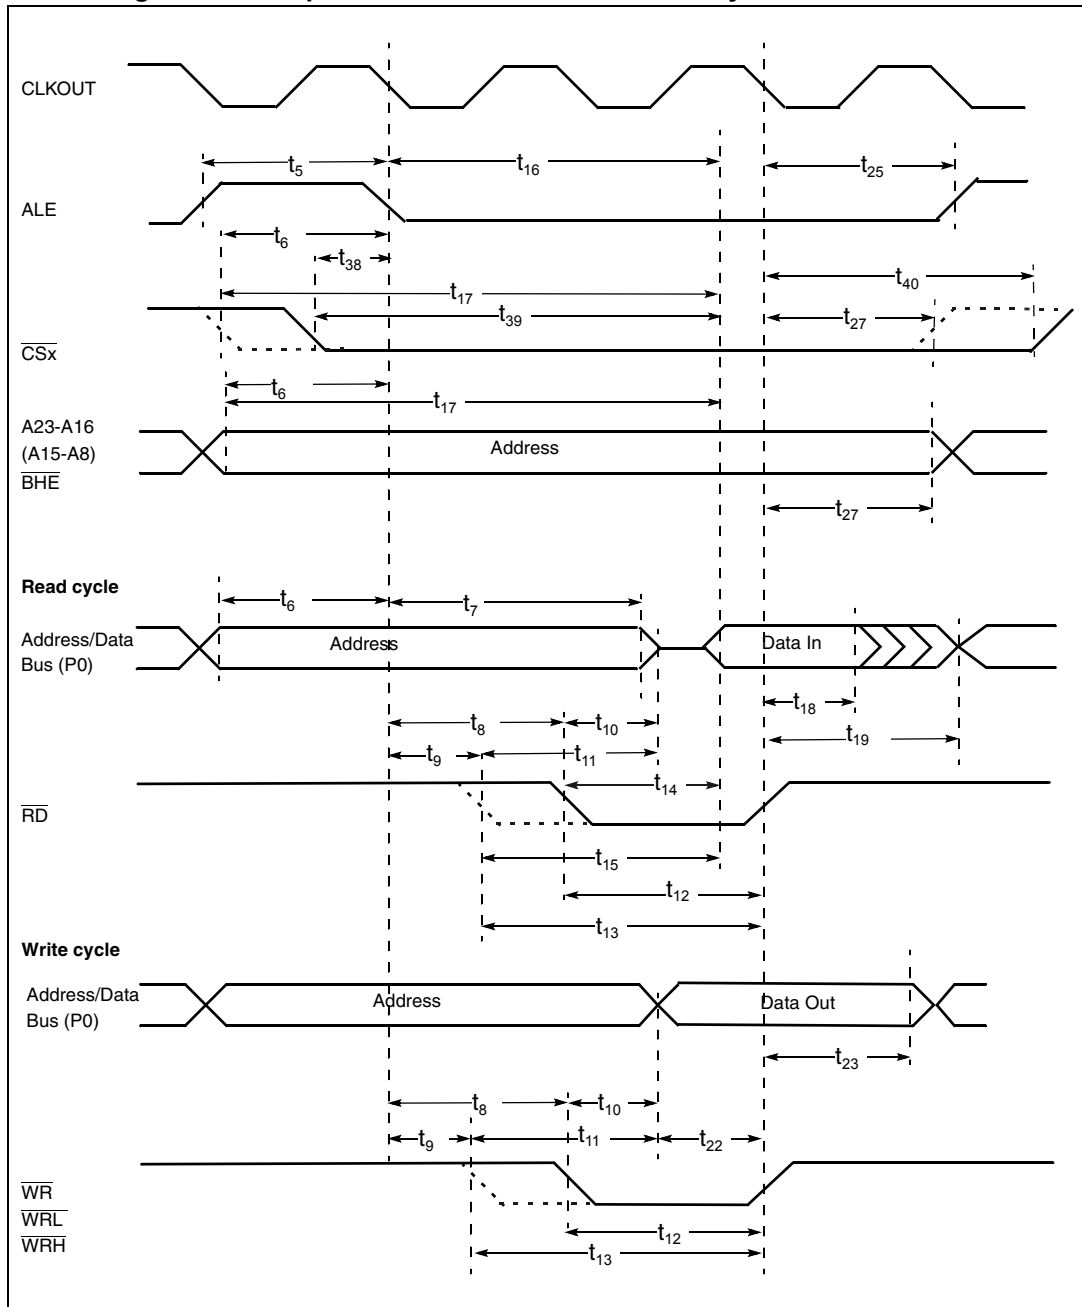 CLKOUT
t5
t16
t25
ALE
t6
t38
t40
t17
t39
t27
CSx
t6
t17
A23-A16
(A15-A8)
BHE
Address
t27
Read cycle
t6
t7
Address/Data
Bus (P0)
Address
Data In
t18
t8
t10
t19
t9
t11
t14
RD
t15
t12
t13
Write cycle
Address/Data
Bus (P0)
Address
Data Out
t23
t8
t10
t9
t11
t22
WR
WRL
WRH
t12
t13